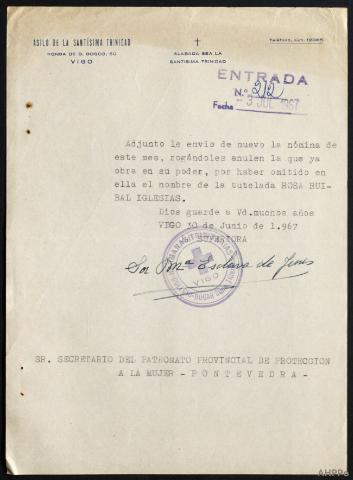 ASILO DE LA SANTÍSIMA TRINIDAD
RONDA DE D. BOSCO, 50
VIGO
ALABADA SEA LA
SANTISIMA TRINIDAD
ENTRADA
N.º 212
Fecha - 3 JUL. 1967
Adjunto le envio de nuevo la nómina de
este mes, rogándoles anulen la que ya
obra en su poder, por haber omitido en
ella el nombre de la tutelada ROSA RUI-
BAL IGLESIAS.
Dios guarde a Vd.muchos años
VIGO 30 de Junio de 1.967
LA SUPERIORA
Sor Mª Esclava de Jesús
VIGO
SR. SECRETARIO DEL PATRONATO PROVINCIAL DE PROTECCION
A LA MUJER - PONTEVEDRA -